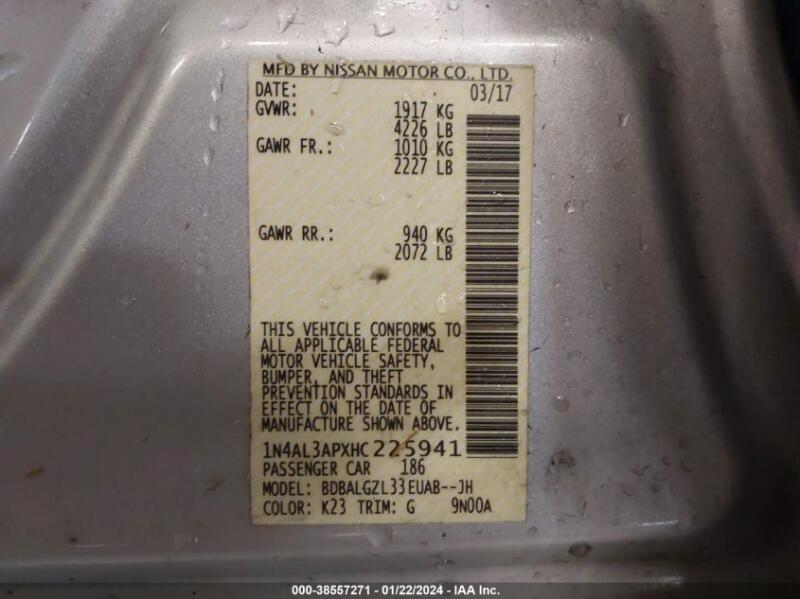 MFD BY NISSAN MOTOR CO., LTD.
DATE: 03/17
GVWR: 1917 KG
4226 LB
GAWR FR.: 1010 KG
2227 LB
GAWR RR.: 940 KG
2072 LB
THIS VEHICLE CONFORMS TO
ALL APPLICABLE FEDERAL
MOTOR VEHICLE SAFETY,
BUMPER, AND THEFT
PREVENTION STANDARDS IN
EFFECT ON THE DATE OF
MANUFACTURE SHOWN ABOVE.
1N4AL3APXHC225941
PASSENGER CAR 186
MODEL: BDBALGZL33EUAB--JH
COLOR: K23 TRIM: G 9N00A
000-38557271 - 01/22/2024 - IAA Inc.